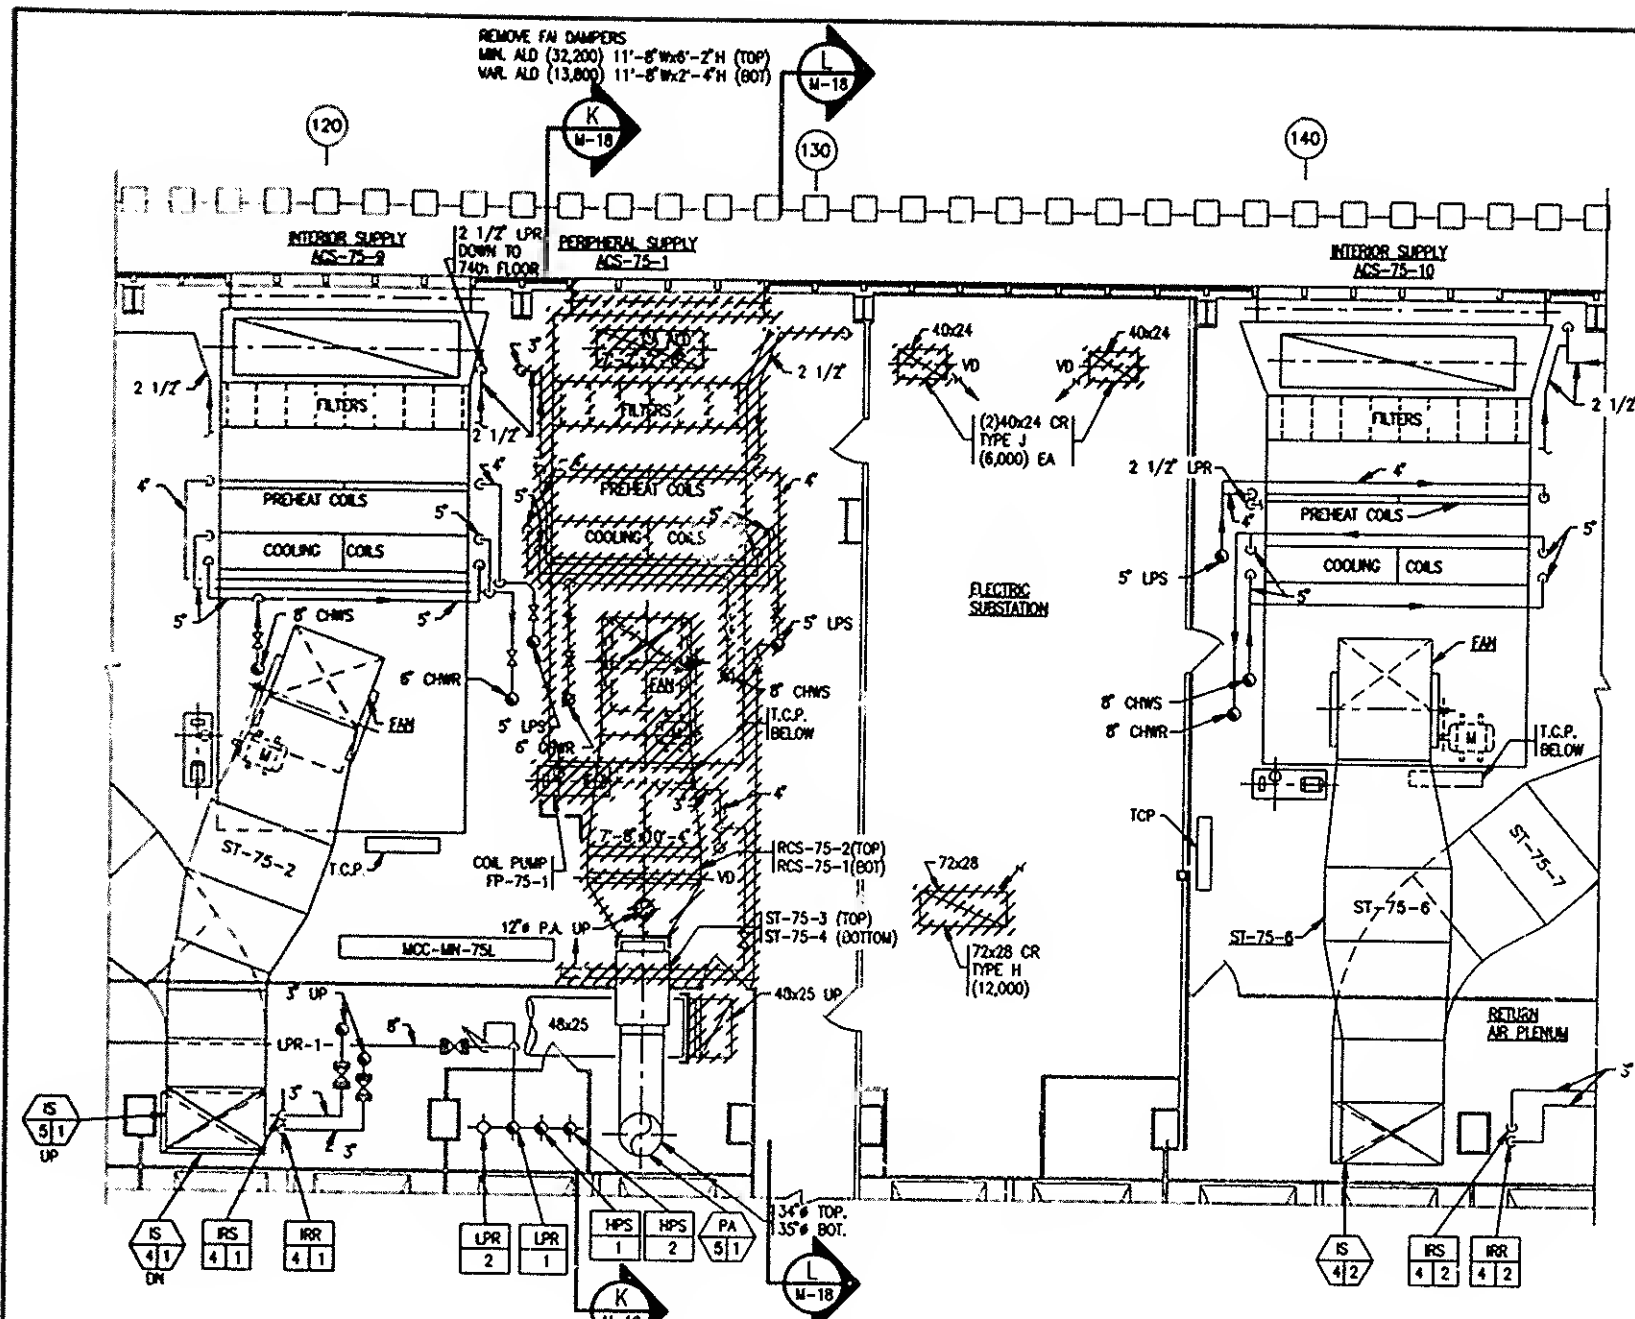 REMOVE FAI DAMPERS
MIN. ALD (32,200) 11'-8"Wx6'-2"H (TOP)
VAR. ALD (13,800) 11'-8"Wx2'-4"H (BOT)
L
M-18
K
M-18
120
130
140
INTERIOR SUPPLY
ACS-75-9
2 1/2" LPR
DOWN TO
74th FLOOR
PERIPHERAL SUPPLY
ACS-75-1
INTERIOR SUPPLY
ACS-75-10
3"
40x24
40x24
VD
VD
2 1/2"
2 1/2"
2 1/2"
FILTERS
FILTERS
FILTERS
2 1/2"
(2)40x24 CR
TYPE J
(6,000) EA
4"
4"
PREHEAT COILS
5"
5"
PREHEAT COILS
4"
5"
2 1/2" LPR
4"
4"
PREHEAT COILS
COOLING
COILS
COOLING
COILS
COOLING
COILS
5"
5" LPS
5"
5"
5"
8" CHWS
5" LPS
ELECTRIC
SUBSTATION
FAN
FAN
FAN
6" CHWR
8" CHWS
8" CHWS
5" LPS
6" CHWR
T.C.P.
BELOW
8" CHWR
M
M
T.C.P.
BELOW
3"
4"
7'-8"
10'-4"
TCP
ST-75-2
T.C.P.
COIL PUMP
FP-75-1
RCS-75-2(TOP)
RCS-75-1(BOT)
VD
72x28
ST-75-7
ST-75-6
12"ø P.A. UP
ST-75-3 (TOP)
ST-75-4 (BOTTOM)
ST-75-6
MCC-MN-75L
72x28 CR
TYPE H
(12,000)
3" UP
48x25 UP
48x25
8"
LPR-1
RETURN
AIR PLENUM
3"
3"
3"
IS
5 1
UP
34"ø TOP.
35"ø BOT.
IS
4 1
DN
IRS
4 1
IRR
4 1
LPR
2
LPR
1
HPS
1
HPS
2
PA
5 1
IS
4 2
IRS
4 2
IRR
4 2
L
M-18
K